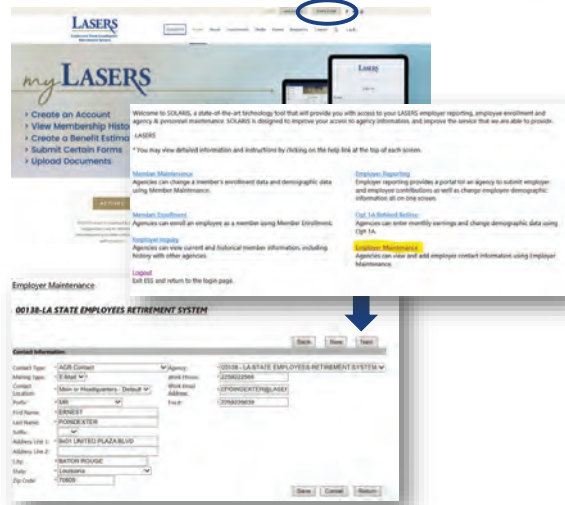 LASERS
my LASERS
Create an Account
View Membership Histo
Create a Benefit Estima
Submit Certain Forms
Upload Documents
Welcome to SOLARIS, a state-of-the-art technology tool that will provide you with access to your LASERS employer reporting, employee enrollment and
agency & personnel maintenance. SOLARIS is designed to improve your access to agency information, and improve the service that we are able to provide.
LASERS
* You may view detailed information and instructions by clicking on the help link at the top of each screen.
Member Maintenance
Agencies can change a member's enrollment data and demographic data
using Member Maintenance.
Employer Reporting
Employer reporting provides a portal for an agency to submit employer
and employee contributions as well as change employee demographic
information all on one screen.
Member Enrollment
Agencies can enroll an employee as a member using Member Enrollment.
Opt 1A Rehired Retiree
Agencies can enter monthly earnings and change demographic data using
Opt 1A.
Employee Inquiry
Agencies can view current and historical member information, including
history with other agencies.
Employer Maintenance
Agencies can view and add employer contact information using Employer
Maintenance.
Logout
Exit ESS and return to the login page.
Employer Maintenance
00138-LA STATE EMPLOYEES RETIREMENT SYSTEM
Back New Next
Contact Information
Contact Type: * AOR Contact
Agency: * 00138 - LA STATE EMPLOYEES RETIREMENT SYSTEM
Mailing Type: * E-Mail
Work Phone:
Contact Location: * Main or Headquarters - Default
Work Email Address:
Prefix: * MR
Fax #:
First Name: * ERNEST
Last Name: * POINDEXTER
Suffix:
Address Line 1: * 8401 UNITED PLAZA BLVD
Address Line 2:
City: * BATON ROUGE
State: * Louisiana
Zip Code: * 70809
Save Cancel Return